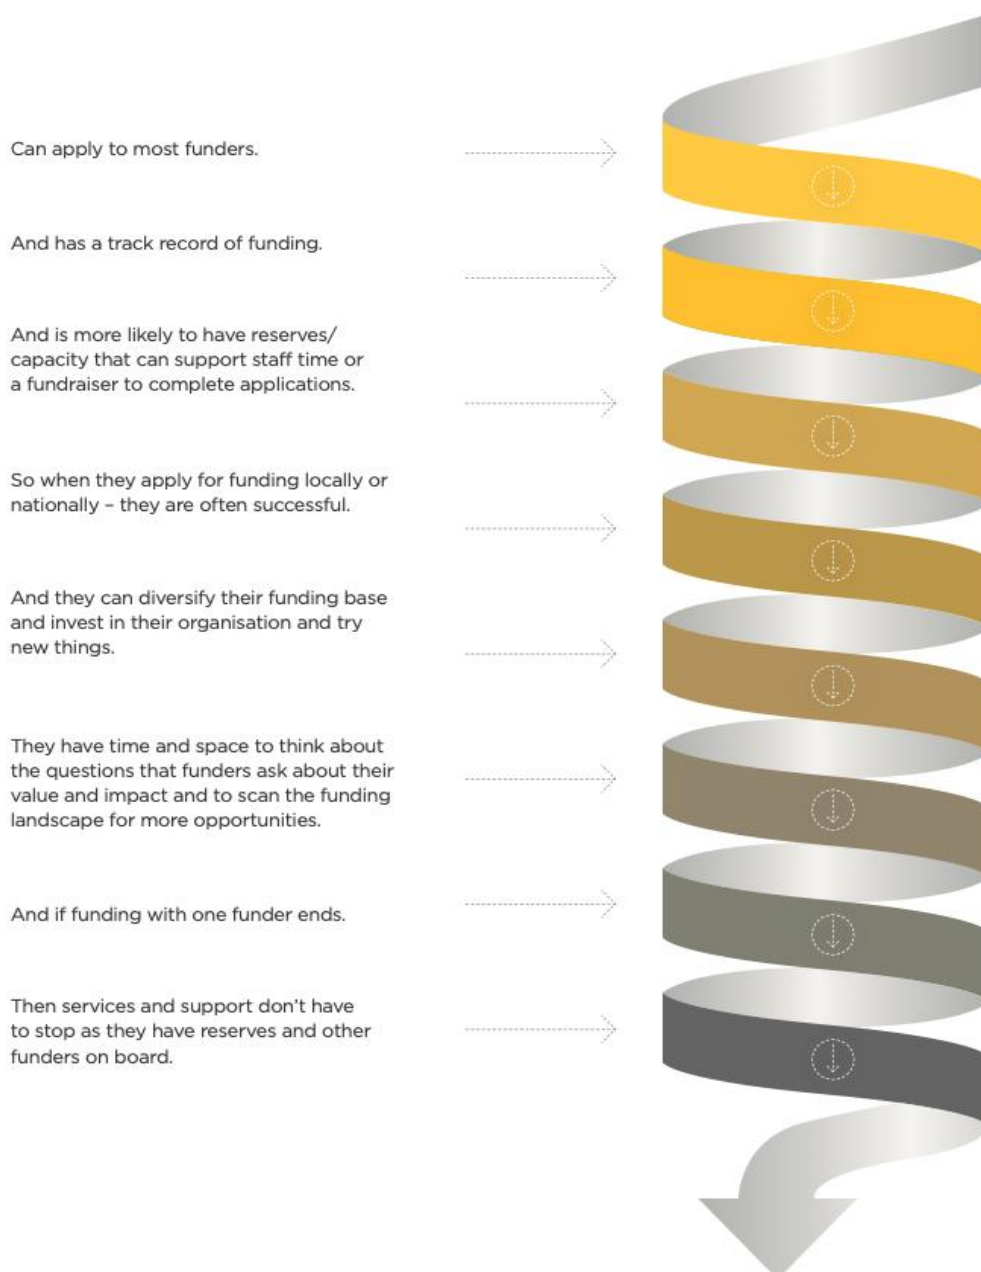 Can apply to most funders.
And has a track record of funding.
And is more likely to have reserves/
capacity that can support staff time or
a fundraiser to complete applications.
So when they apply for funding locally or
nationally – they are often successful.
And they can diversify their funding base
and invest in their organisation and try
new things.
They have time and space to think about
the questions that funders ask about their
value and impact and to scan the funding
landscape for more opportunities.
And if funding with one funder ends.
Then services and support don’t have
to stop as they have reserves and other
funders on board.